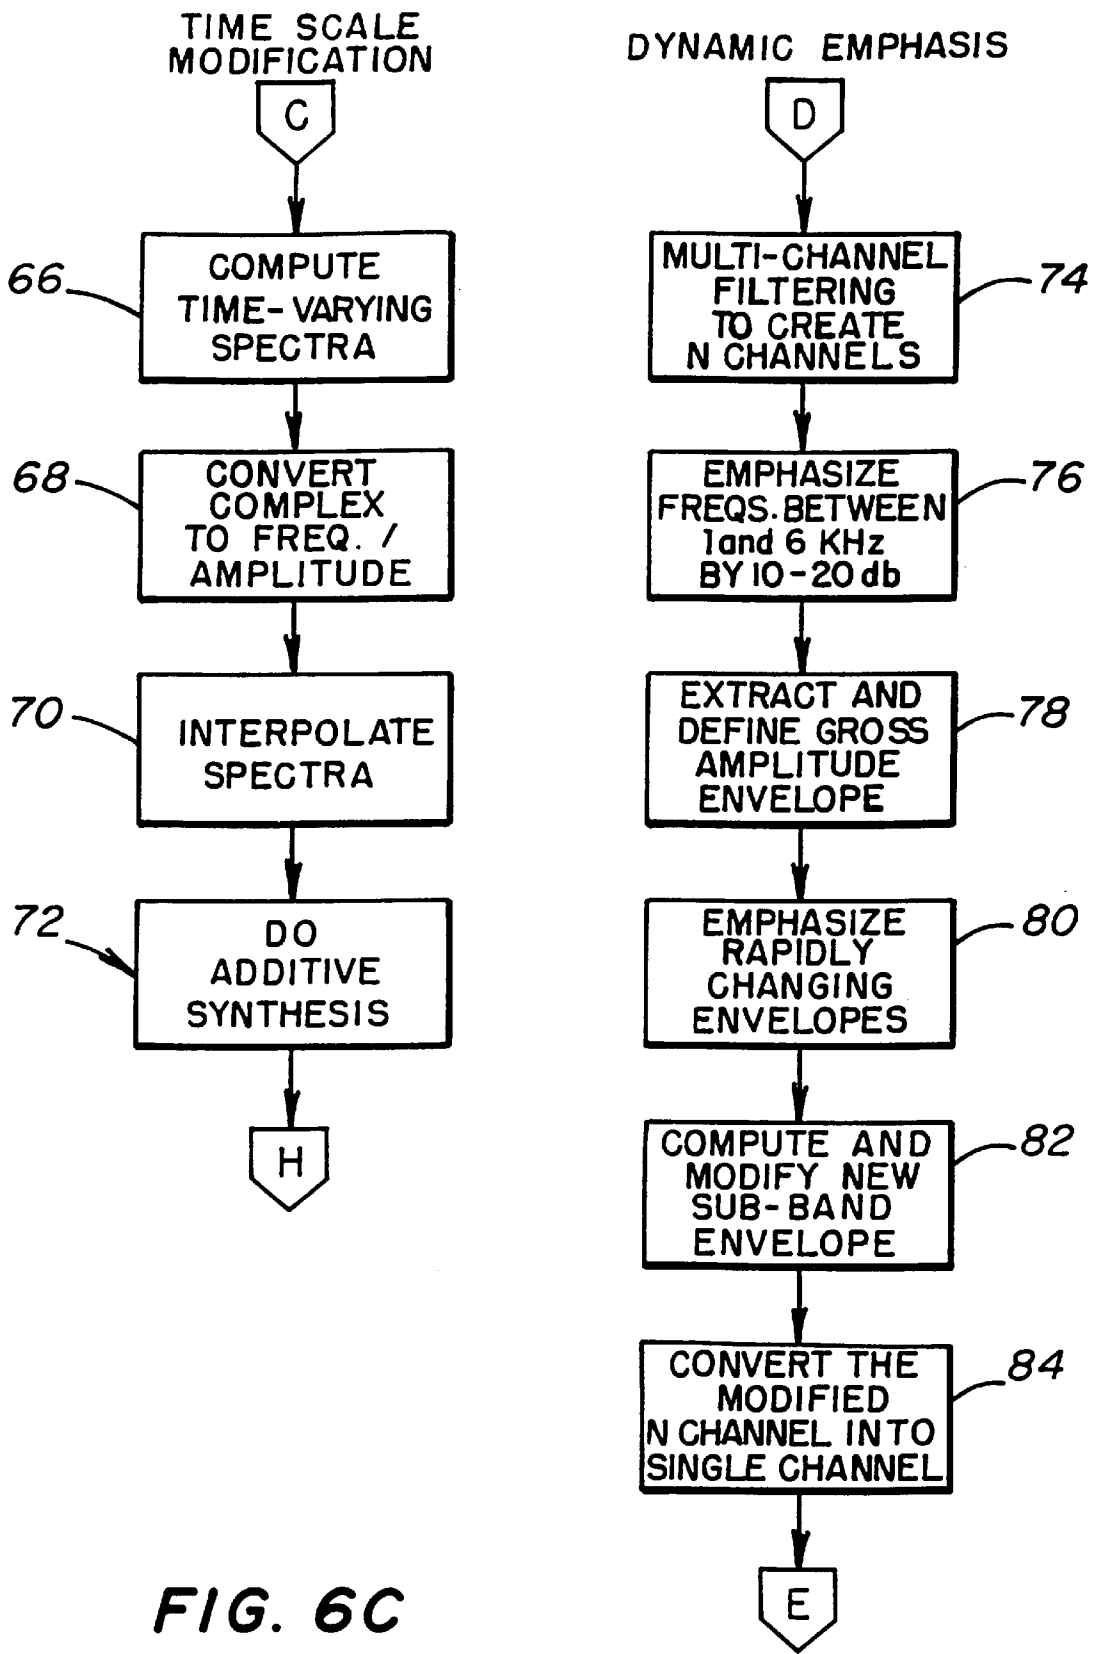 TIME SCALE
MODIFICATION
C
66
COMPUTE
TIME-VARYING
SPECTRA
68
CONVERT
COMPLEX
TO FREQ. /
AMPLITUDE
70
INTERPOLATE
SPECTRA
72
DO
ADDITIVE
SYNTHESIS
H
DYNAMIC EMPHASIS
D
MULTI-CHANNEL
FILTERING
TO CREATE
N CHANNELS
74
EMPHASIZE
FREQS. BETWEEN
1 and 6 KHz
BY 10-20 db
76
EXTRACT AND
DEFINE GROSS
AMPLITUDE
ENVELOPE
78
EMPHASIZE
RAPIDLY
CHANGING
ENVELOPES
80
COMPUTE AND
MODIFY NEW
SUB-BAND
ENVELOPE
82
CONVERT THE
MODIFIED
N CHANNEL INTO
SINGLE CHANNEL
84
E
FIG. 6C